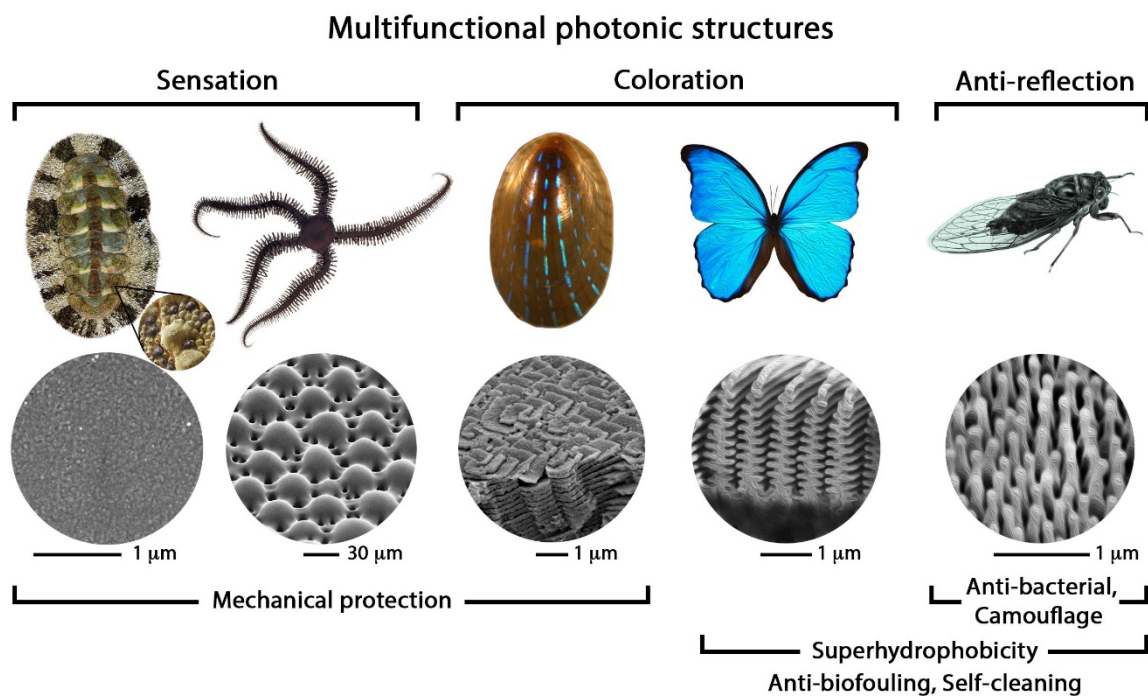 Multifunctional photonic structures
Sensation
Coloration
Anti-reflection
1 μm
30 μm
1 μm
1 μm
1 μm
Mechanical protection
Anti-bacterial,
Camouflage
Superhydrophobicity
Anti-biofouling, Self-cleaning